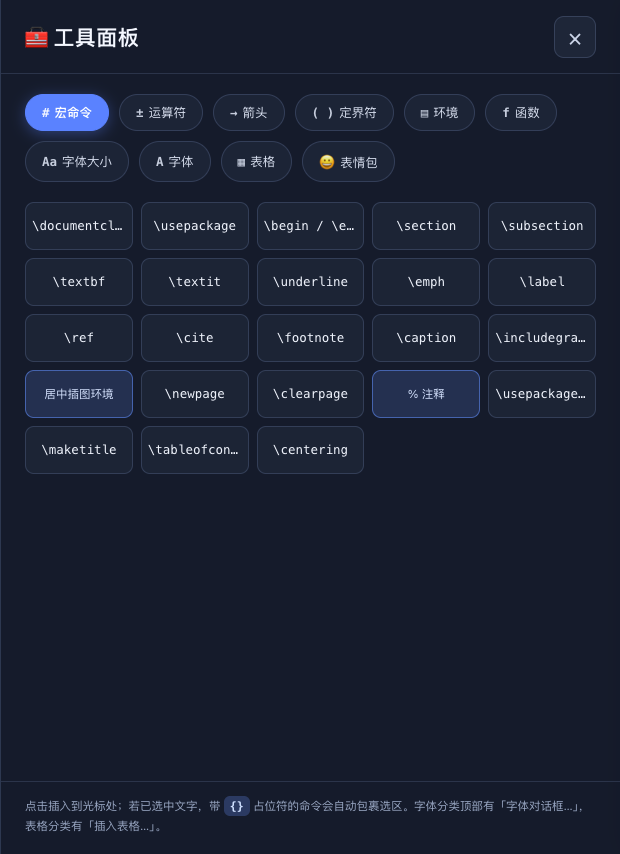 🧰 工具面板 ×
# 宏命令 ± 运算符 → 箭头 ( ) 定界符 ▤ 环境 f 函数
Aa 字体大小 A 字体 ▦ 表格 😀 表情包
\documentcl… \usepackage \begin / \e… \section \subsection
\textbf \textit \underline \emph \label
\ref \cite \footnote \caption \includegra…
居中插图环境 \newpage \clearpage % 注释 \usepackage…
\maketitle \tableofcon… \centering
点击插入到光标处；若已选中文字，带 {} 占位符的命令会自动包裹选区。字体分类顶部有「字体对话框…」，
表格分类有「插入表格…」。